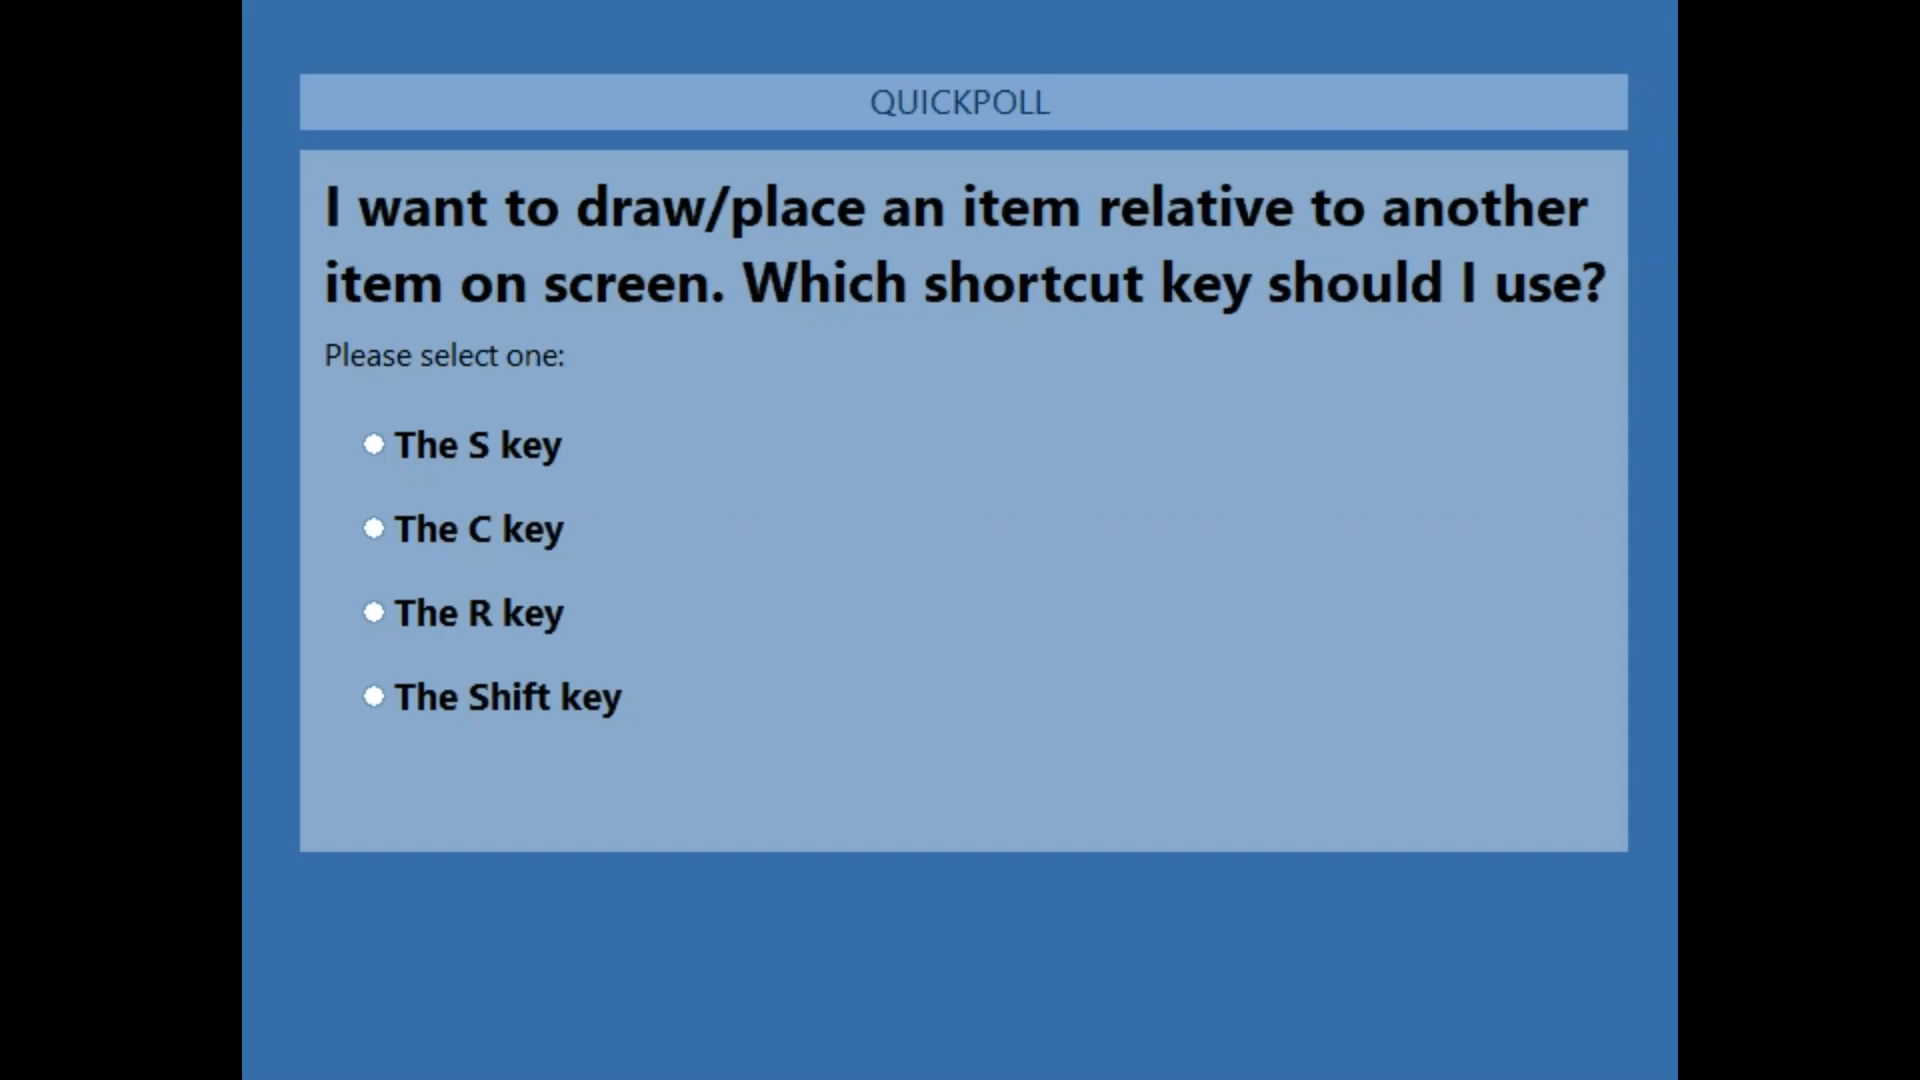 QUICKPOLL
I want to draw/place an item relative to another
item on screen. Which shortcut key should I use?
Please select one:
The S key
The C key
The R key
The Shift key